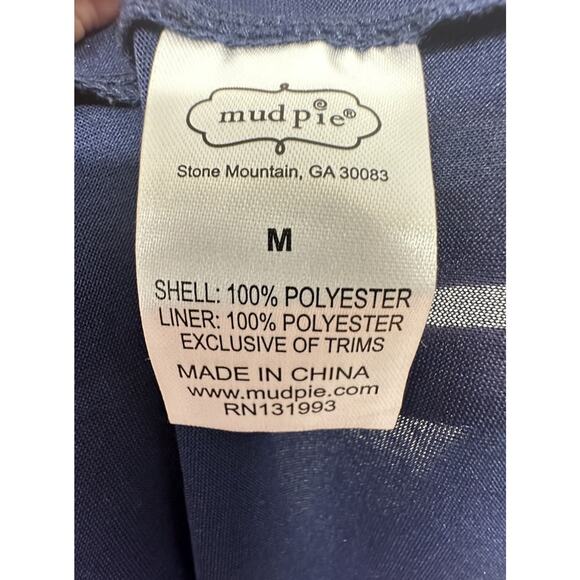 mud pie®
Stone Mountain, GA 30083
M
SHELL: 100% POLYESTER
LINER: 100% POLYESTER
EXCLUSIVE OF TRIMS
MADE IN CHINA
www.mudpie.com
RN131993